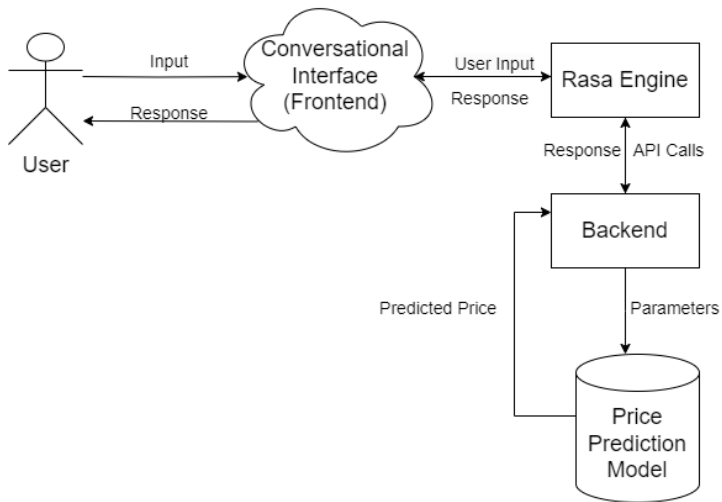 Input
Response
User
Conversational
Interface
(Frontend)
User Input
Response
Rasa Engine
Response
API Calls
Backend
Predicted Price
Parameters
Price
Prediction
Model